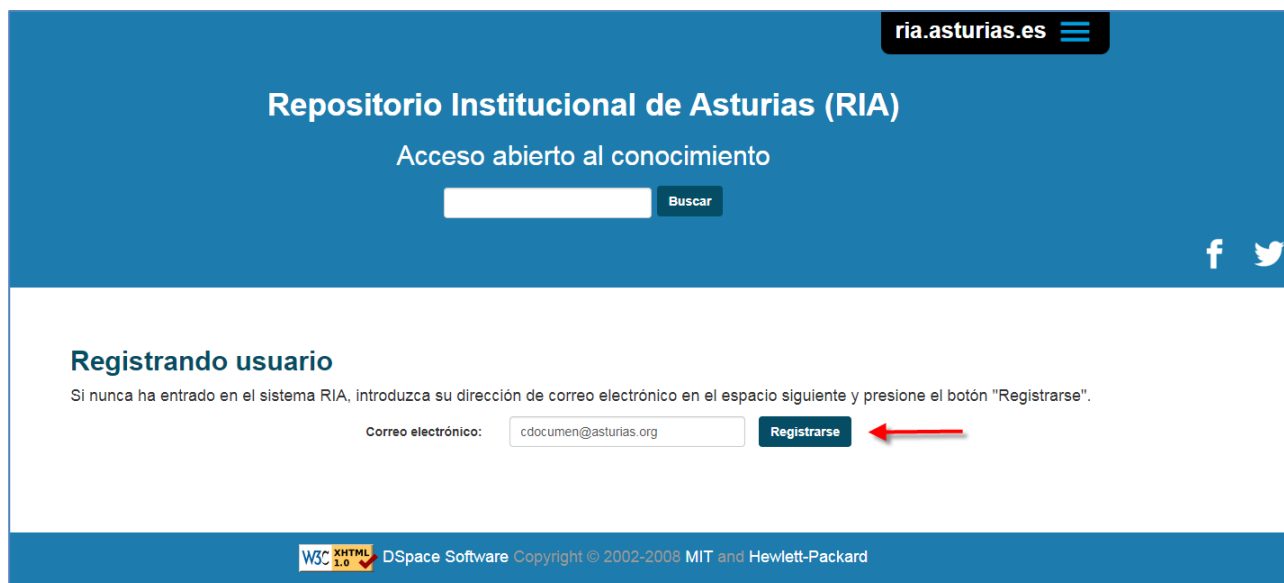 ria.asturias.es
Repositorio Institucional de Asturias (RIA)
Acceso abierto al conocimiento
Buscar
Registrando usuario
Si nunca ha entrado en el sistema RIA, introduzca su dirección de correo electrónico en el espacio siguiente y presione el botón "Registrarse".
Correo electrónico: cdocumen@asturias.org Registrarse
W3C XHTML 1.0 DSpace Software Copyright © 2002-2008 MIT and Hewlett-Packard